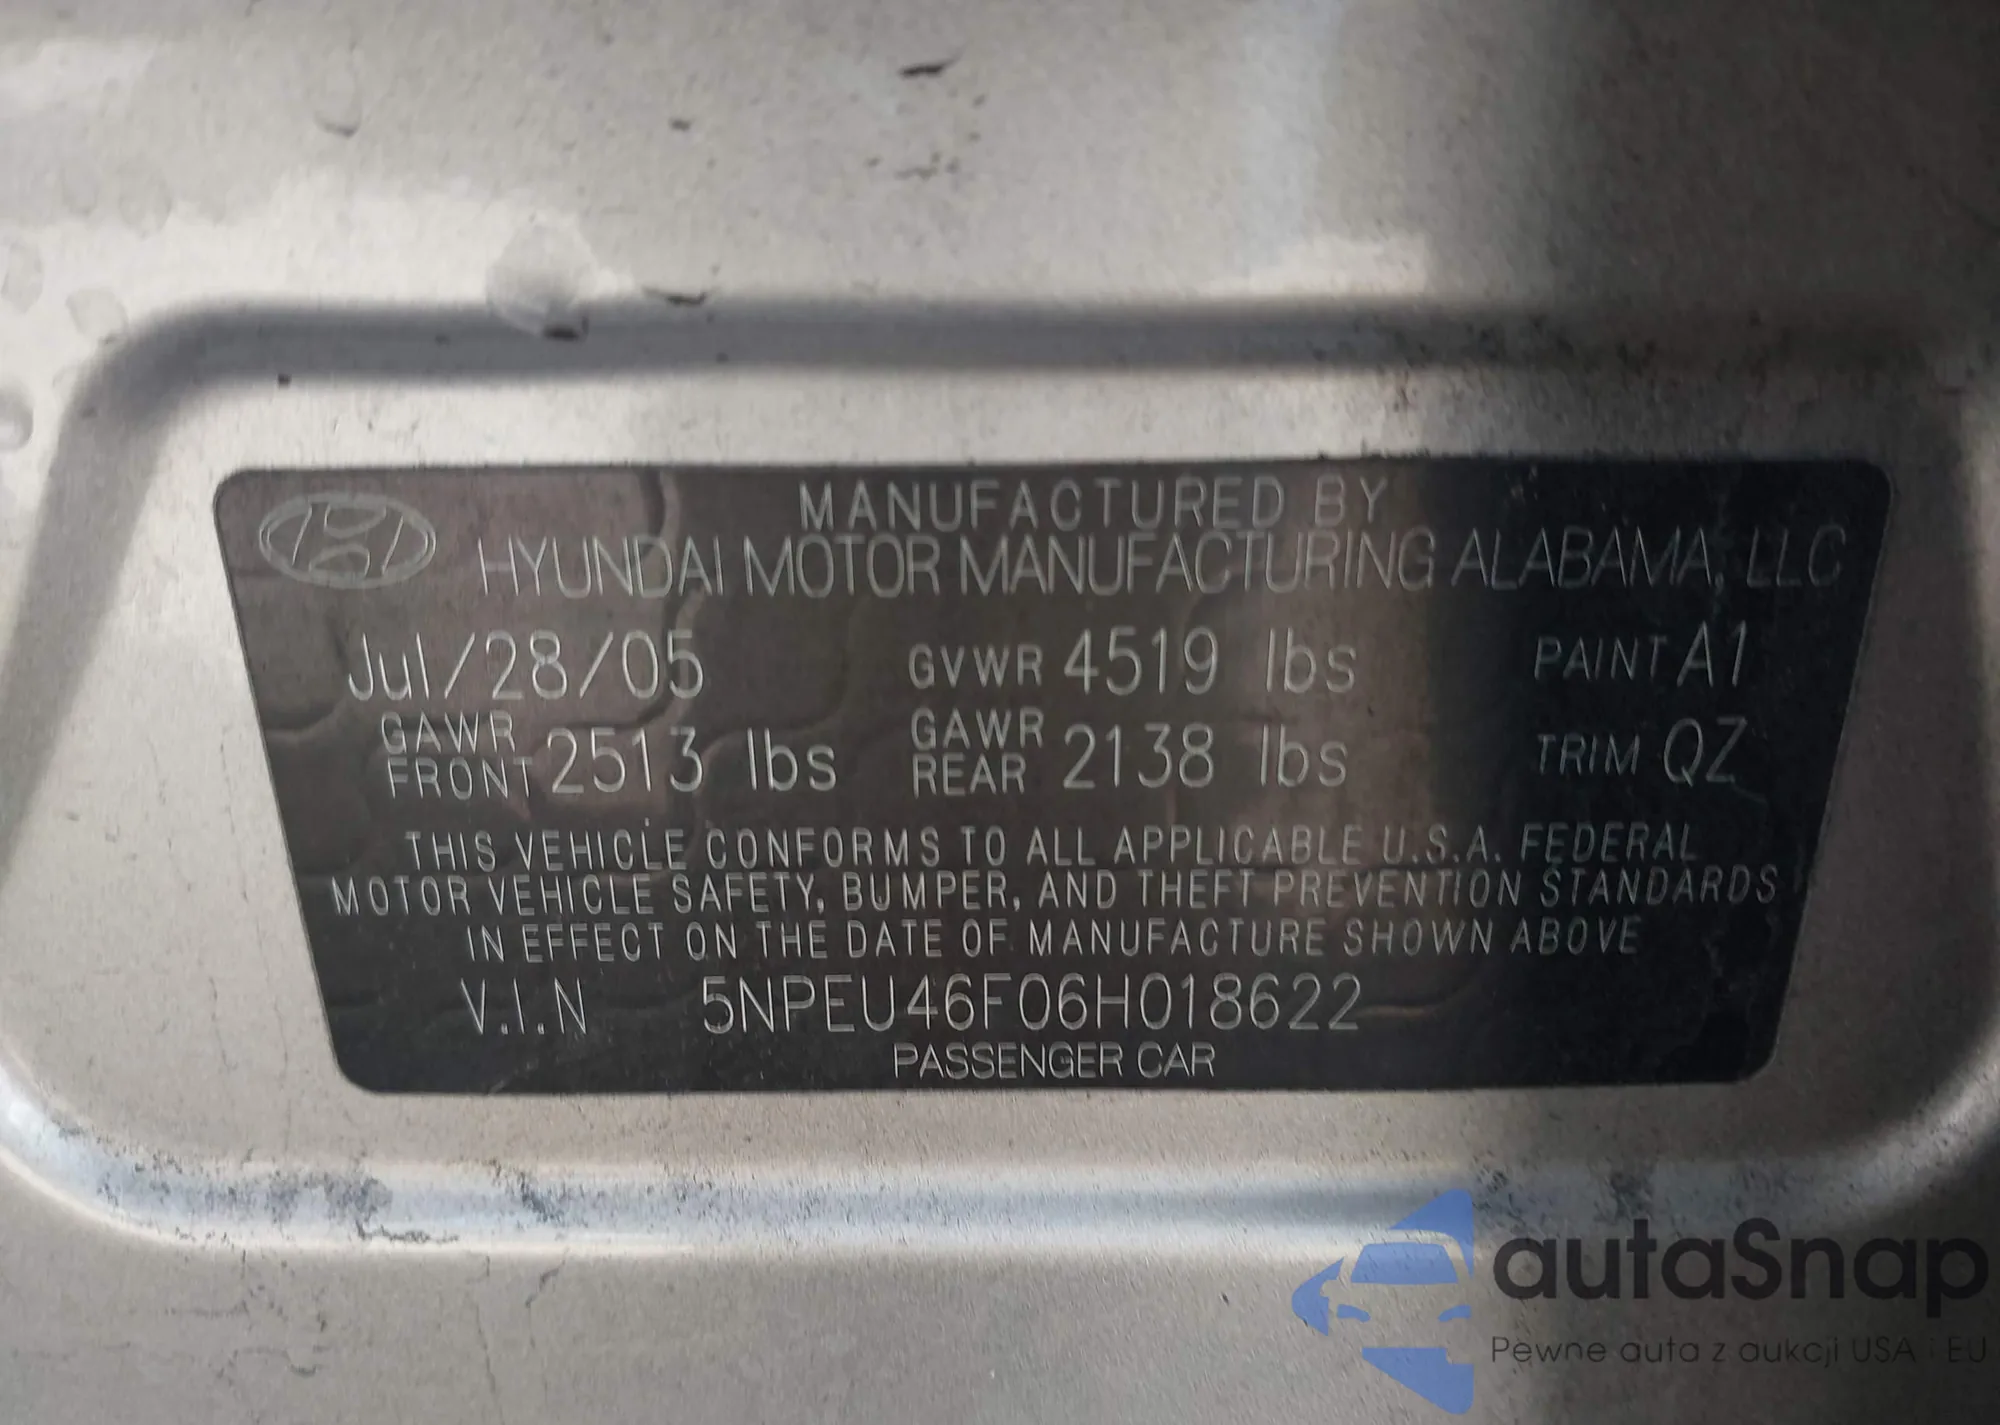 MANUFACTURED BY
HYUNDAI MOTOR MANUFACTURING ALABAMA, LLC
Jul/28/05 GVWR 4519 lbs PAINT A1
GAWR FRONT 2513 lbs GAWR REAR 2138 lbs TRIM QZ
THIS VEHICLE CONFORMS TO ALL APPLICABLE U.S.A. FEDERAL
MOTOR VEHICLE SAFETY, BUMPER, AND THEFT PREVENTION STANDARDS
IN EFFECT ON THE DATE OF MANUFACTURE SHOWN ABOVE
V.I.N 5NPEU46F06H018622
PASSENGER CAR
autaSnap
Pewne auta z aukcji USA i EU